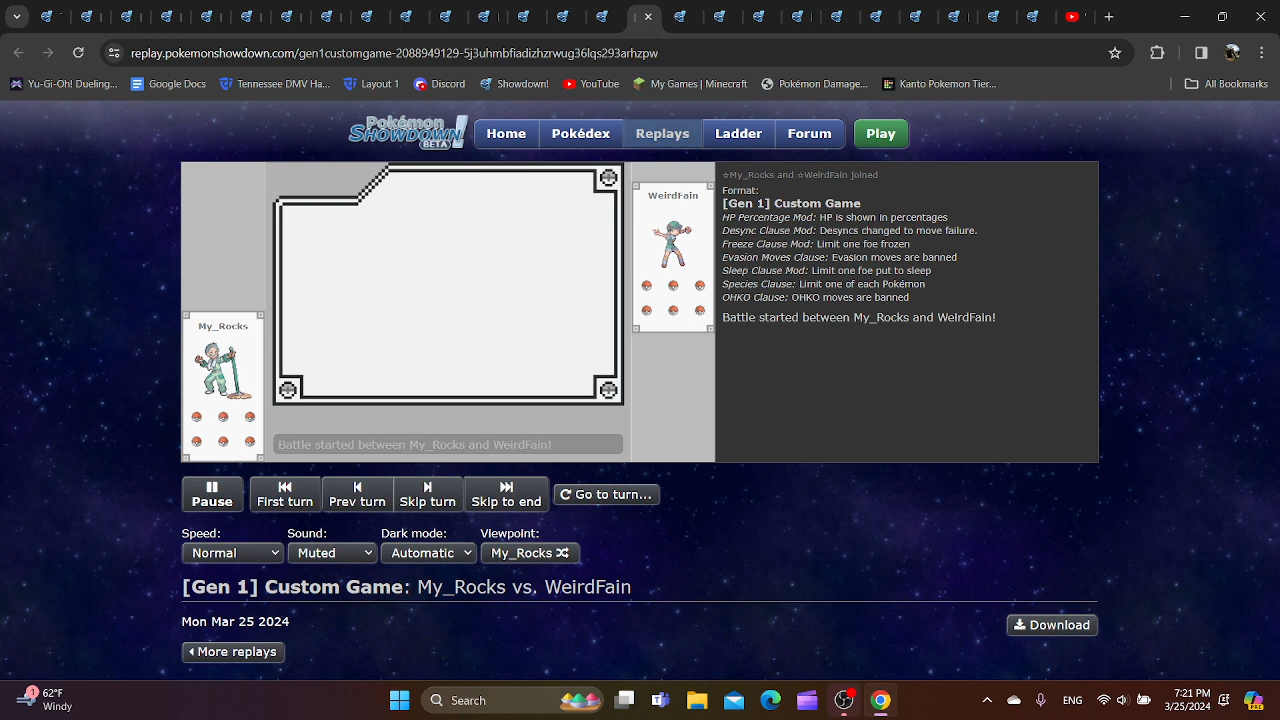 replay.pokemonshowdown.com/gen1customgame-2088949129-5j3uhmbfiadizhzrwug36lqs293arhzpw
Yu-Gi-Oh! Dueling...
Google Docs
Tennessee DMV Ha...
Layout 1
Discord
Showdown!
YouTube
My Games | Minecraft
Pokémon Damage...
Kanto Pokemon Tier...
All Bookmarks
Pokémon
SHOWDOWN!
BETA
Home
Pokédex
Replays
Ladder
Forum
Play
My_Rocks
WeirdFain
Battle started between My_Rocks and WeirdFain!
☆My_Rocks and ☆WeirdFain joined
Format:
[Gen 1] Custom Game
HP Percentage Mod: HP is shown in percentages
Desync Clause Mod: Desyncs changed to move failure.
Freeze Clause Mod: Limit one foe frozen
Evasion Moves Clause: Evasion moves are banned
Sleep Clause Mod: Limit one foe put to sleep
Species Clause: Limit one of each Pokémon
OHKO Clause: OHKO moves are banned
Battle started between My_Rocks and WeirdFain!
Pause
First turn
Prev turn
Skip turn
Skip to end
Go to turn...
Speed:
Sound:
Dark mode:
Viewpoint:
Normal
Muted
Automatic
My_Rocks
[Gen 1] Custom Game: My_Rocks vs. WeirdFain
Mon Mar 25 2024
Download
More replays
1
62°F
Windy
Search
ENG
7:21 PM
3/25/2024
PRE